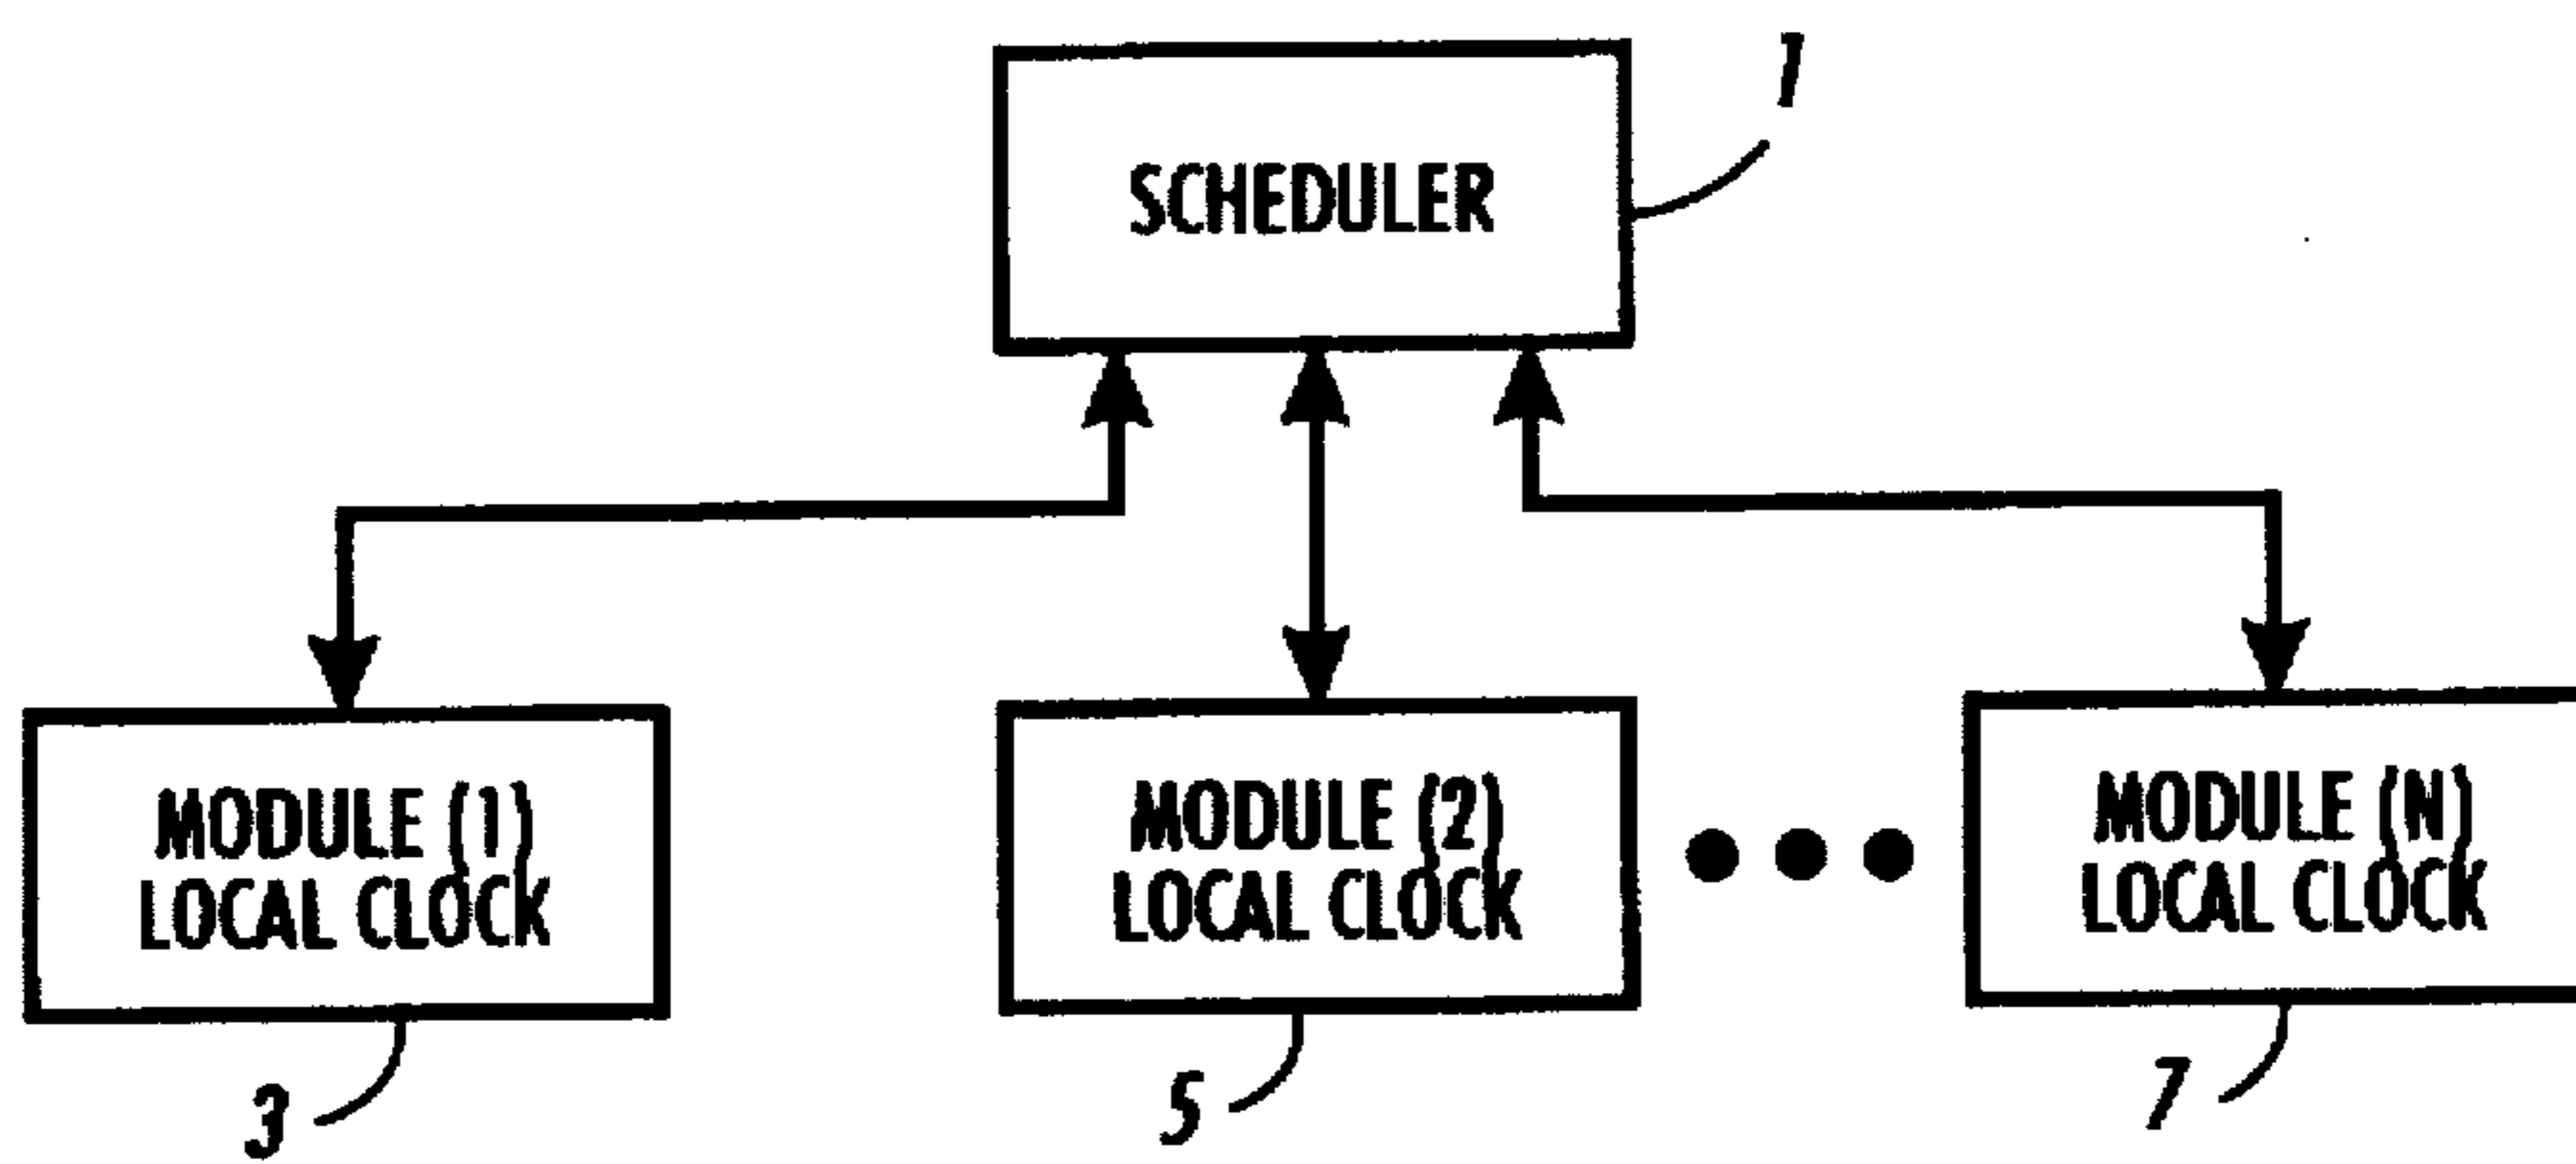 1
SCHEDULER
MODULE (1)
LOCAL CLOCK
MODULE (2)
LOCAL CLOCK
MODULE (N)
LOCAL CLOCK
3
5
7